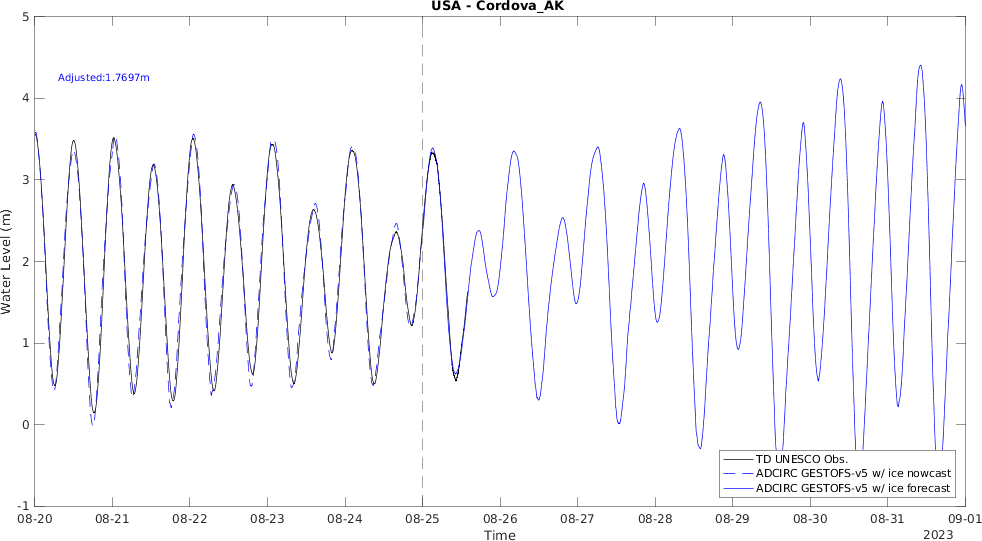 USA - Cordova_AK
5
Adjusted:1.7697m
4
3
2
1
0
-1
Water Level (m)
TD UNESCO Obs.
ADCIRC GESTOFS-v5 w/ ice nowcast
ADCIRC GESTOFS-v5 w/ ice forecast
08-20 08-21 08-22 08-23 08-24 08-25 08-26 08-27 08-28 08-29 08-30 08-31 09-01
Time
2023